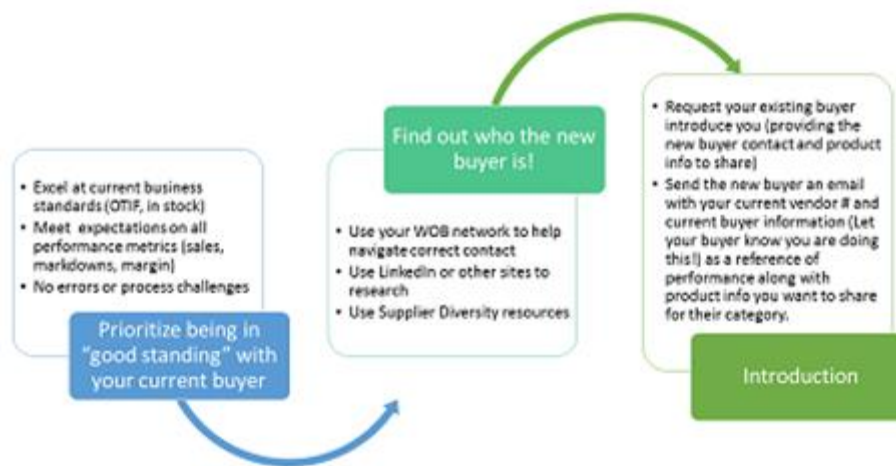 • Excel at current business
standards (OTIF, in stock)
• Meet expectations on all
performance metrics (sales,
markdowns, margin)
• No errors or process challenges
Prioritize being in
"good standing" with
your current buyer
Find out who the new
buyer is!
• Use your WOB network to help
navigate correct contact
• Use LinkedIn or other sites to
research
• Use Supplier Diversity resources
• Request your existing buyer
introduce you (providing the
new buyer contact and product
info to share)
• Send the new buyer an email
with your current vendor # and
current buyer information (Let
your buyer know you are doing
this!) as a reference of
performance along with
product info you want to share
for their category.
Introduction